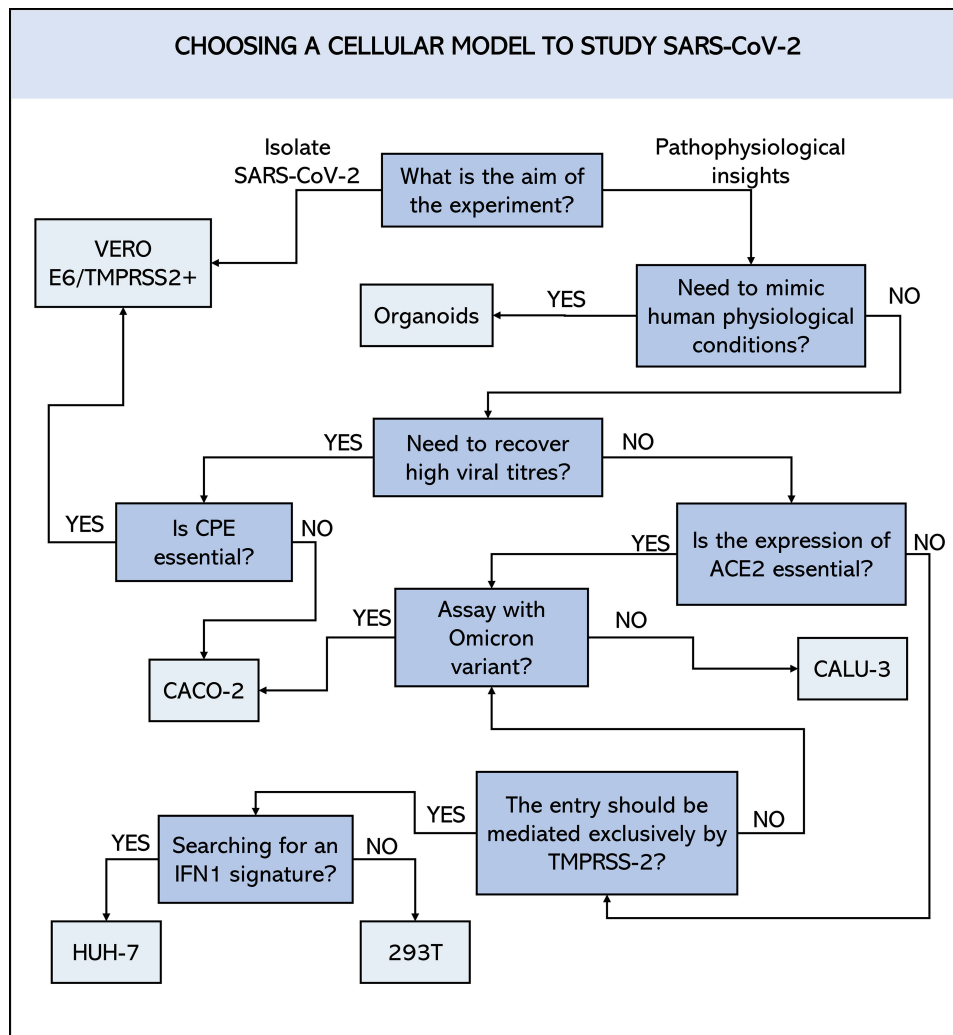 CHOOSING A CELLULAR MODEL TO STUDY SARS-CoV-2
Isolate
SARS-CoV-2
What is the aim of
the experiment?
Pathophysiological
insights
VERO
E6/TMPRSS2+
Organoids
YES
Need to mimic
human physiological
conditions?
NO
YES
Need to recover
high viral titres?
NO
YES
Is CPE
essential?
NO
YES
Is the expression of
ACE2 essential?
NO
YES
Assay with
Omicron
variant?
NO
CACO-2
CALU-3
YES
Searching for an
IFN1 signature?
NO
YES
The entry should be
mediated exclusively by
TMPRSS-2?
NO
HUH-7
293T